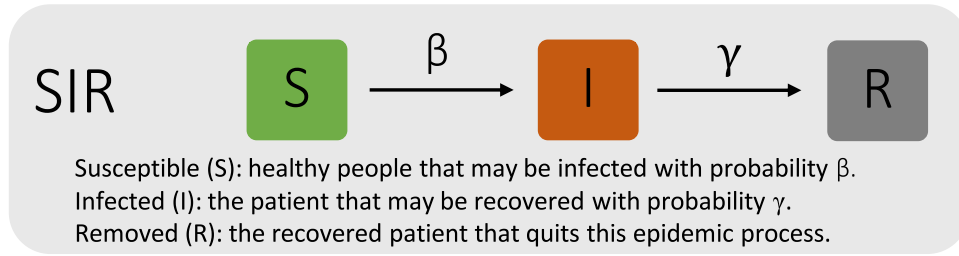 SIR
S
β
I
γ
R
Susceptible (S): healthy people that may be infected with probability β.
Infected (I): the patient that may be recovered with probability γ.
Removed (R): the recovered patient that quits this epidemic process.